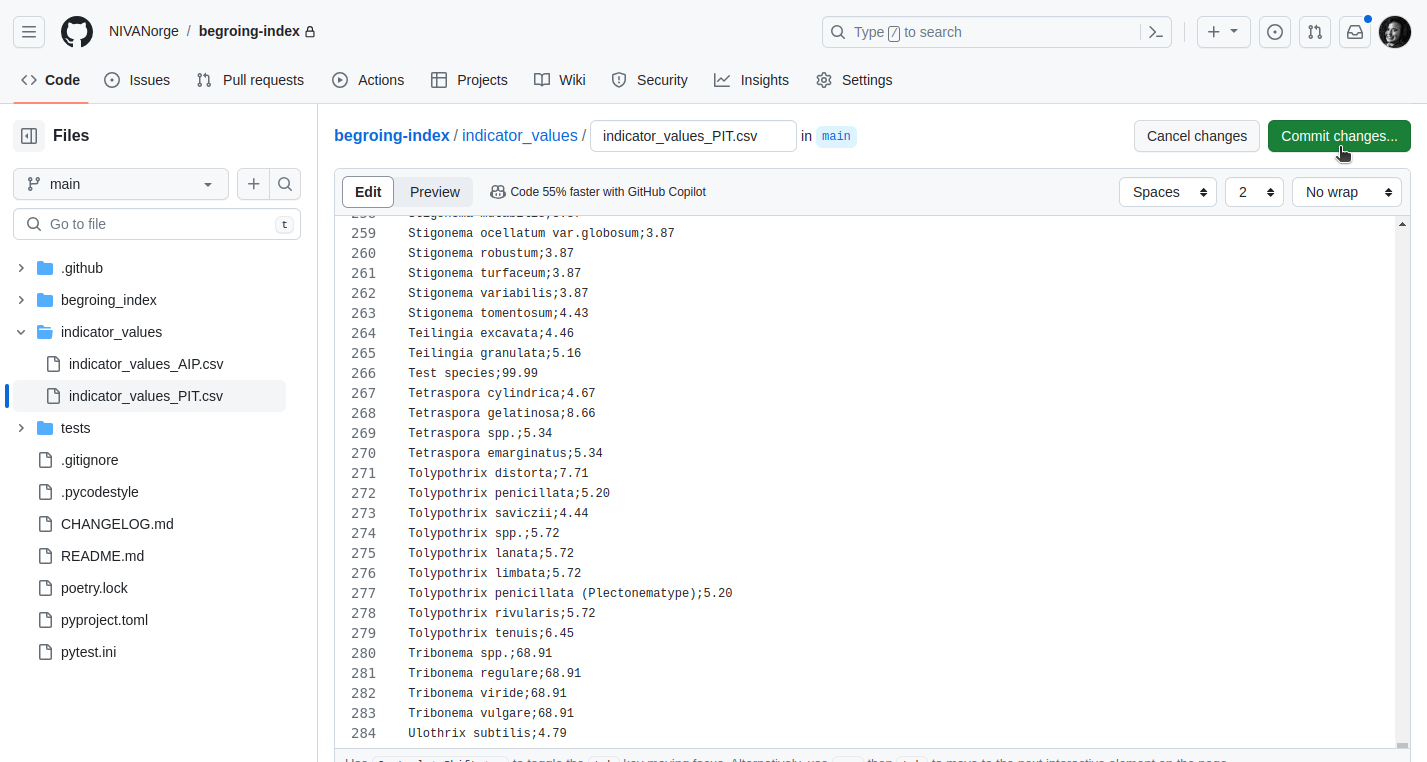 NIVANorge / begroing-index
Type / to search
Code
Issues
Pull requests
Actions
Projects
Wiki
Security
Insights
Settings
Files
main
Go to file
t
.github
begroing_index
indicator_values
indicator_values_AIP.csv
indicator_values_PIT.csv
tests
.gitignore
.pycodestyle
CHANGELOG.md
README.md
poetry.lock
pyproject.toml
pytest.ini
begroing-index / indicator_values / indicator_values_PIT.csv in main
Cancel changes
Commit changes...
Edit
Preview
Code 55% faster with GitHub Copilot
Spaces
2
No wrap
259 Stigonema ocellatum var.globosum;3.87
260 Stigonema robustum;3.87
261 Stigonema turfaceum;3.87
262 Stigonema variabilis;3.87
263 Stigonema tomentosum;4.43
264 Teilingia excavata;4.46
265 Teilingia granulata;5.16
266 Test species;99.99
267 Tetraspora cylindrica;4.67
268 Tetraspora gelatinosa;8.66
269 Tetraspora spp.;5.34
270 Tetraspora emarginatus;5.34
271 Tolypothrix distorta;7.71
272 Tolypothrix penicillata;5.20
273 Tolypothrix saviczii;4.44
274 Tolypothrix spp.;5.72
275 Tolypothrix lanata;5.72
276 Tolypothrix limbata;5.72
277 Tolypothrix penicillata (Plectonematype);5.20
278 Tolypothrix rivularis;5.72
279 Tolypothrix tenuis;6.45
280 Tribonema spp.;68.91
281 Tribonema regulare;68.91
282 Tribonema viride;68.91
283 Tribonema vulgare;68.91
284 Ulothrix subtilis;4.79